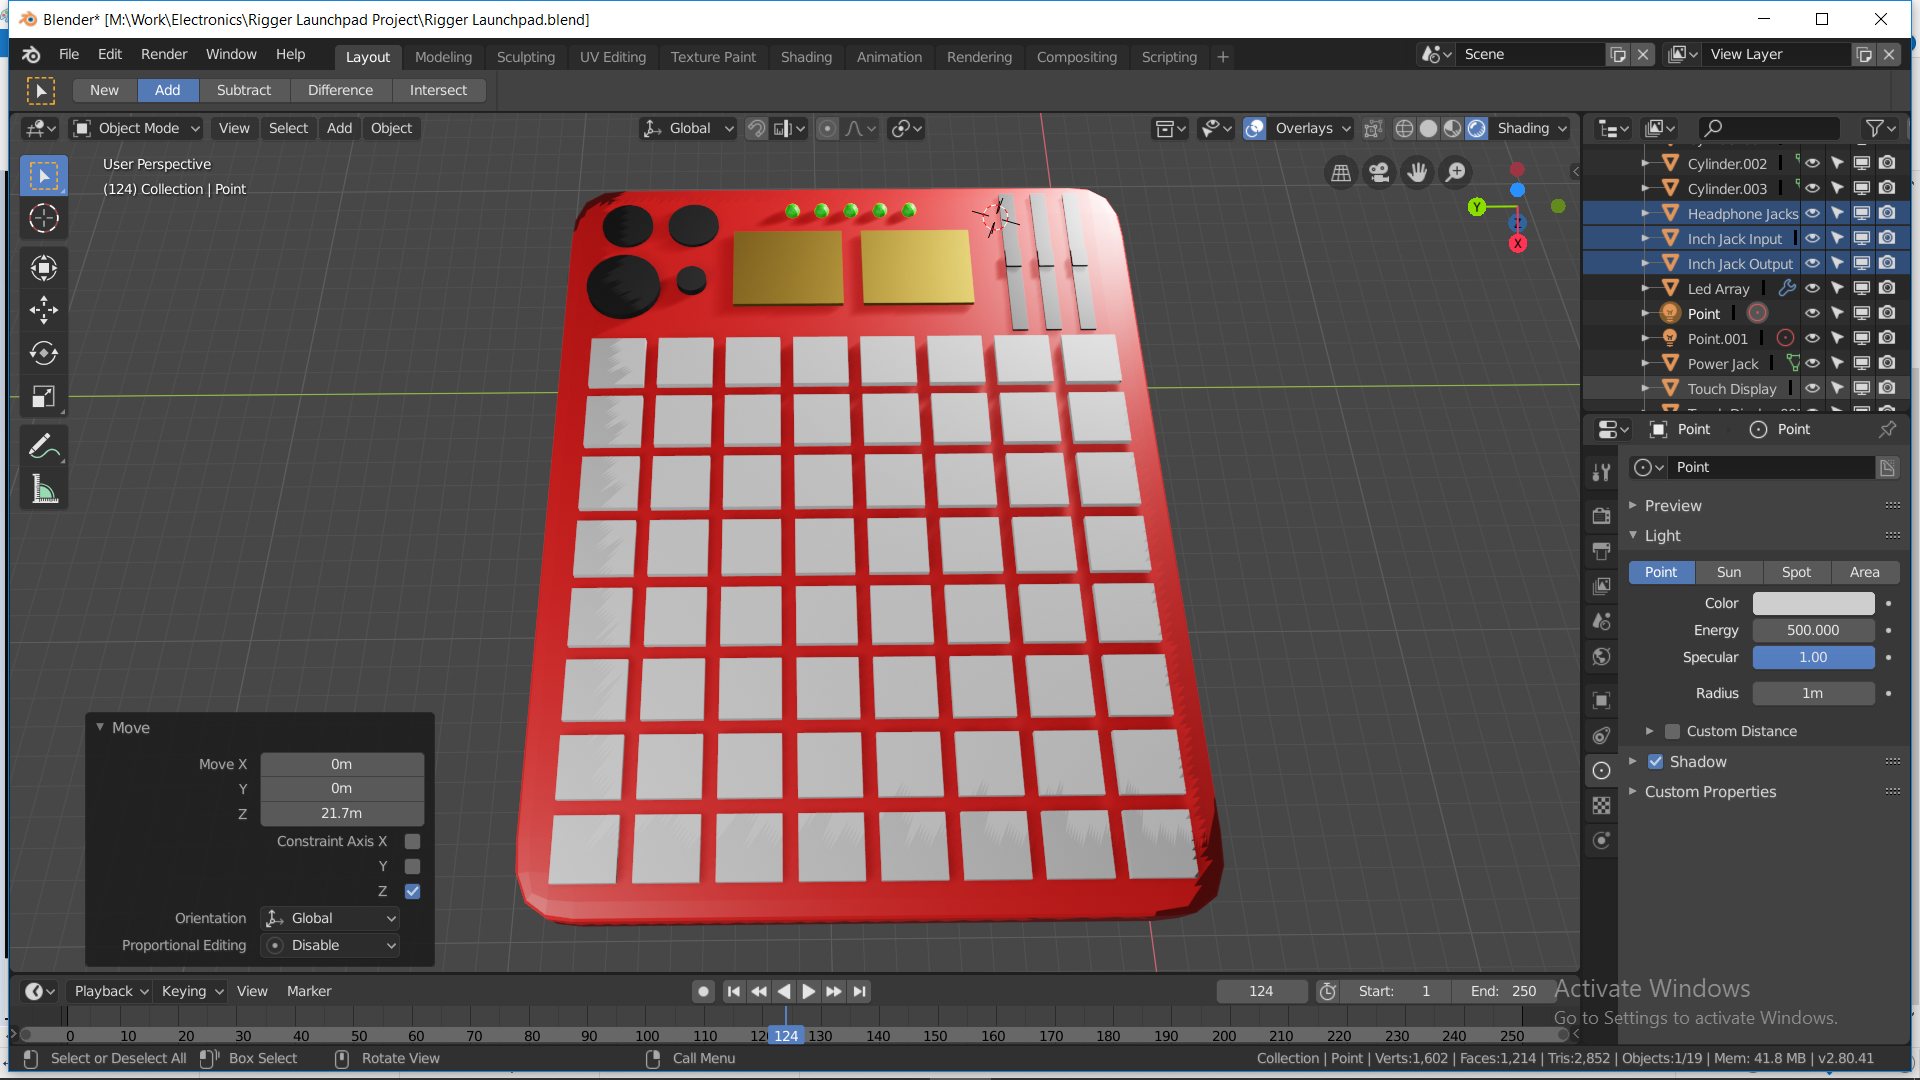 Blender* [M:\Work\Electronics\Rigger Launchpad Project\Rigger Launchpad.blend]
File Edit Render Window Help Layout Modeling Sculpting UV Editing Texture Paint Shading Animation Rendering Compositing Scripting + Scene View Layer
New Add Subtract Difference Intersect
Object Mode View Select Add Object Global Overlays Shading
User Perspective
(124) Collection | Point
Y
X
Cylinder.002
Cylinder.003
Headphone Jacks
Inch Jack Input
Inch Jack Output
Led Array
Point
Point.001
Power Jack
Touch Display
Point Point
Point
Preview
Light
Point Sun Spot Area
Color
Energy 500.000
Specular 1.00
Radius 1m
Custom Distance
Shadow
Custom Properties
Move
Move X 0m
Y 0m
Z 21.7m
Constraint Axis X
Y
Z
Orientation Global
Proportional Editing Disable
Playback Keying View Marker 124 Start: 1 End: 250
0 10 20 30 40 50 60 70 80 90 100 110 120 124 130 140 150 160 170 180 190 200 210 220 230 240 250
Activate Windows
Go to Settings to activate Windows.
Select or Deselect All Box Select Rotate View Call Menu Collection | Point | Verts:1,602 | Faces:1,214 | Tris:2,852 | Objects:1/19 | Mem: 41.8 MB | v2.80.41